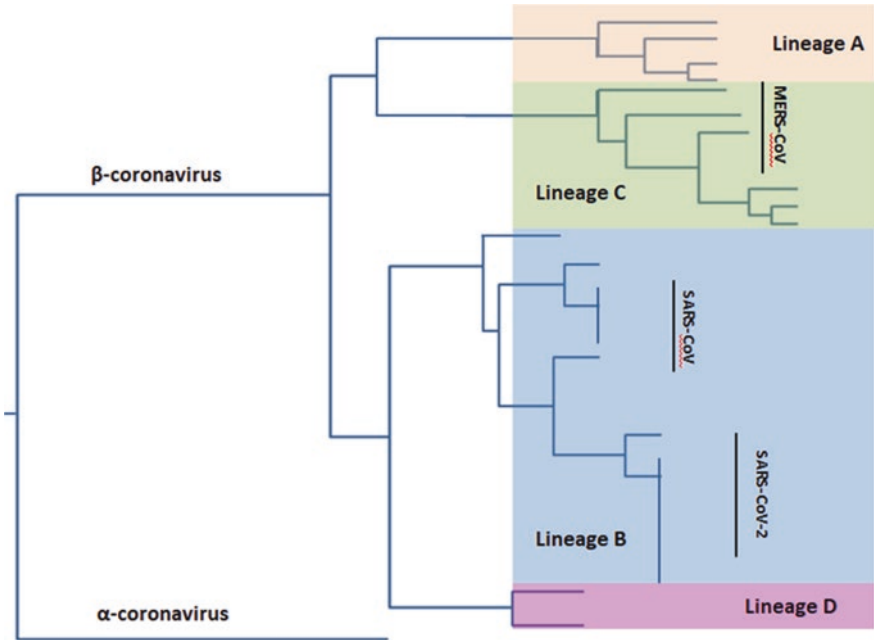 Lineage A
MERS-CoV
β-coronavirus
Lineage C
SARS-CoV
SARS-CoV-2
Lineage B
α-coronavirus
Lineage D